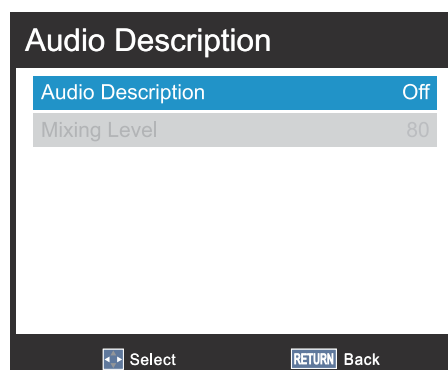 Audio Description
Audio Description Off
Mixing Level 80
Select RETURN Back